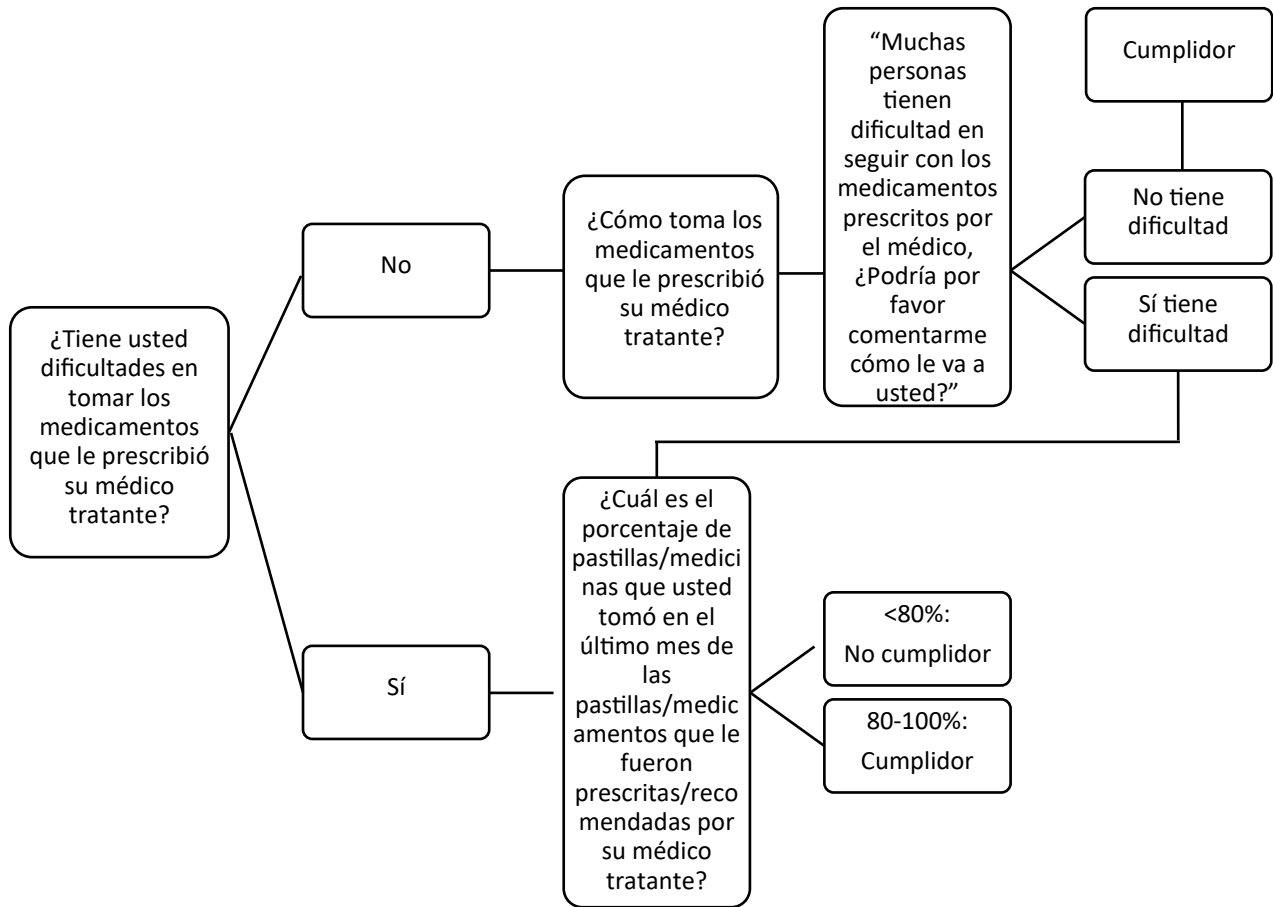 ¿Tiene usted
dificultades en
tomar los
medicamentos
que le prescribió
su médico
tratante?
No
¿Cómo toma los
medicamentos
que le prescribió
su médico
tratante?
“Muchas
personas
tienen
dificultad en
seguir con los
medicamentos
prescritos por
el médico,
¿Podría por
favor
comentarme
cómo le va a
usted?”
Cumplidor
No tiene
dificultad
Sí tiene
dificultad
Sí
¿Cuál es el
porcentaje de
pastillas/medici
nas que usted
tomó en el
último mes de
las
pastillas/medic
amentos que le
fueron
prescritas/reco
mendadas por
su médico
tratante?
<80%:
No cumplidor
80-100%:
Cumplidor